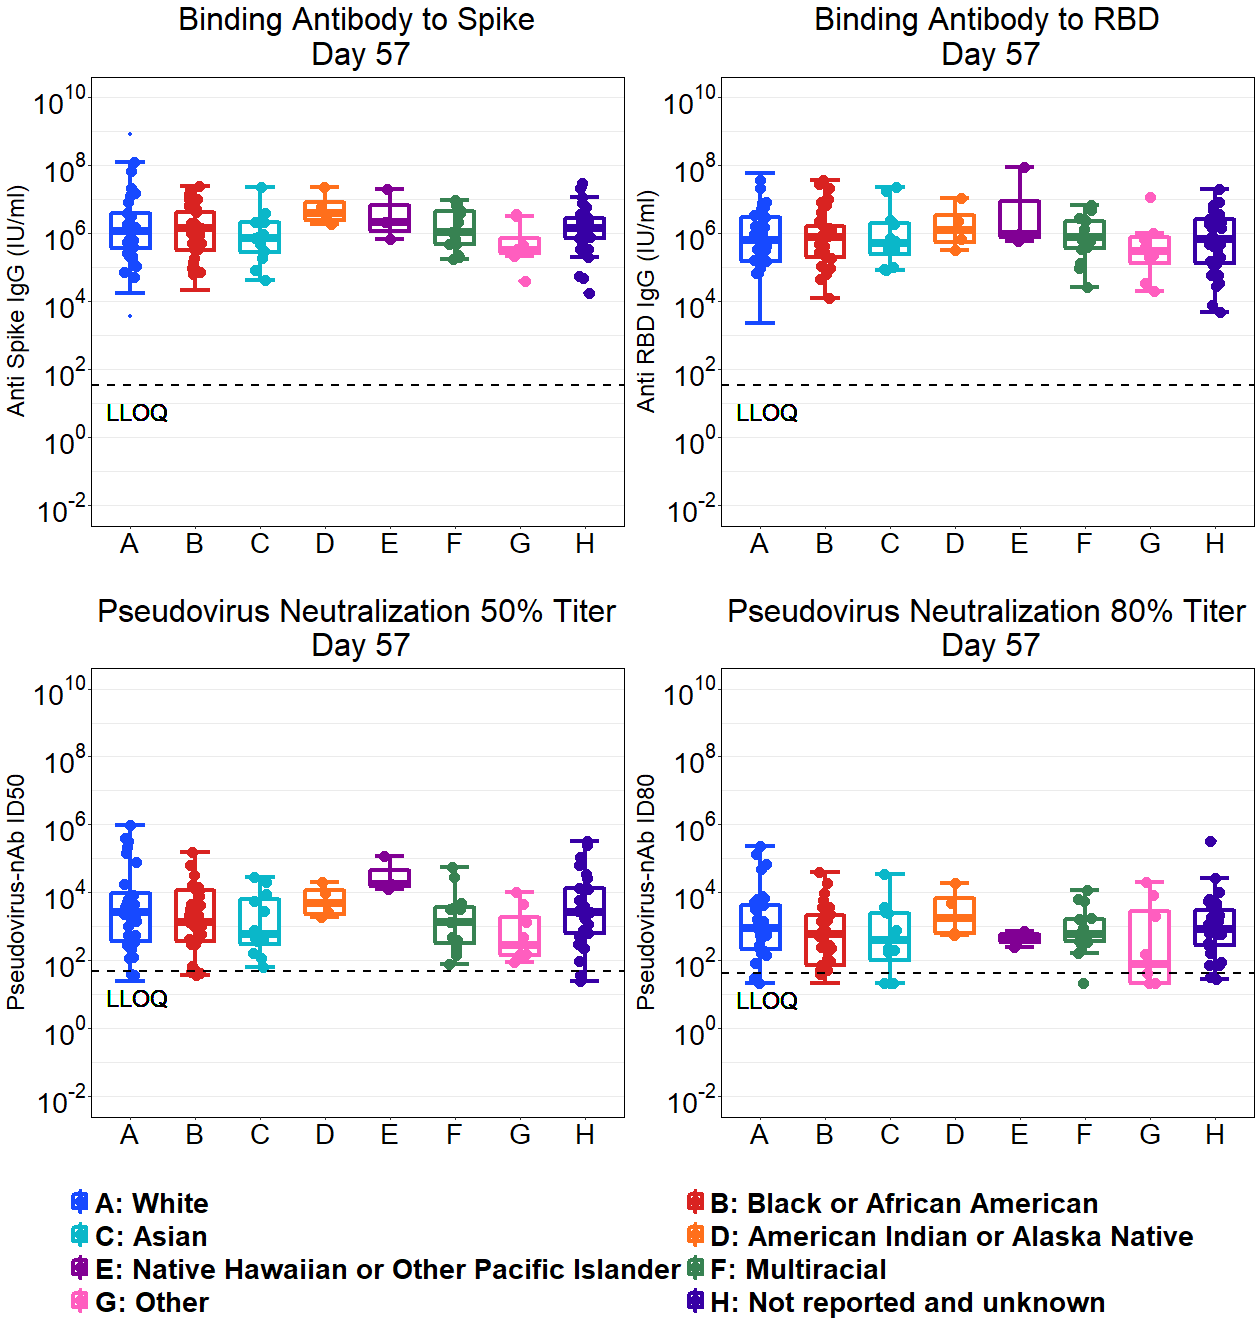 Binding Antibody to Spike
Day 57
Binding Antibody to RBD
Day 57
Anti Spike IgG (IU/ml)
10^10
10^8
10^6
10^4
10^2
10^0
10^-2
LLOQ
A B C D E F G H
Anti RBD IgG (IU/ml)
10^10
10^8
10^6
10^4
10^2
10^0
10^-2
LLOQ
A B C D E F G H
Pseudovirus Neutralization 50% Titer
Day 57
Pseudovirus Neutralization 80% Titer
Day 57
Pseudovirus-nAb ID50
10^10
10^8
10^6
10^4
10^2
10^0
10^-2
LLOQ
A B C D E F G H
Pseudovirus-nAb ID80
10^10
10^8
10^6
10^4
10^2
10^0
10^-2
LLOQ
A B C D E F G H
A: White
B: Black or African American
C: Asian
D: American Indian or Alaska Native
E: Native Hawaiian or Other Pacific Islander
F: Multiracial
G: Other
H: Not reported and unknown